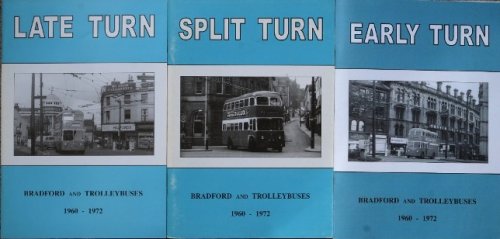 LATE TURN
BRADFORD AND TROLLEYBUSES
1960 - 1972
SPLIT TURN
BRADFORD AND TROLLEYBUSES
1960 - 1972
EARLY TURN
BRADFORD AND TROLLEYBUSES
1960 - 1972